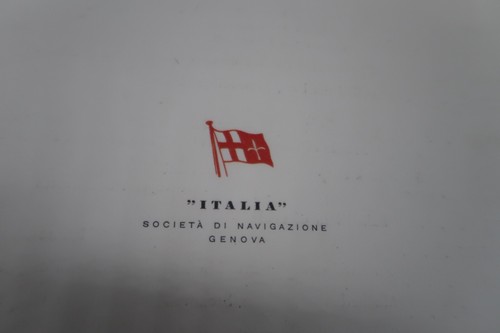 ”ITALIA”
SOCIETÀ DI NAVIGAZIONE
GENOVA